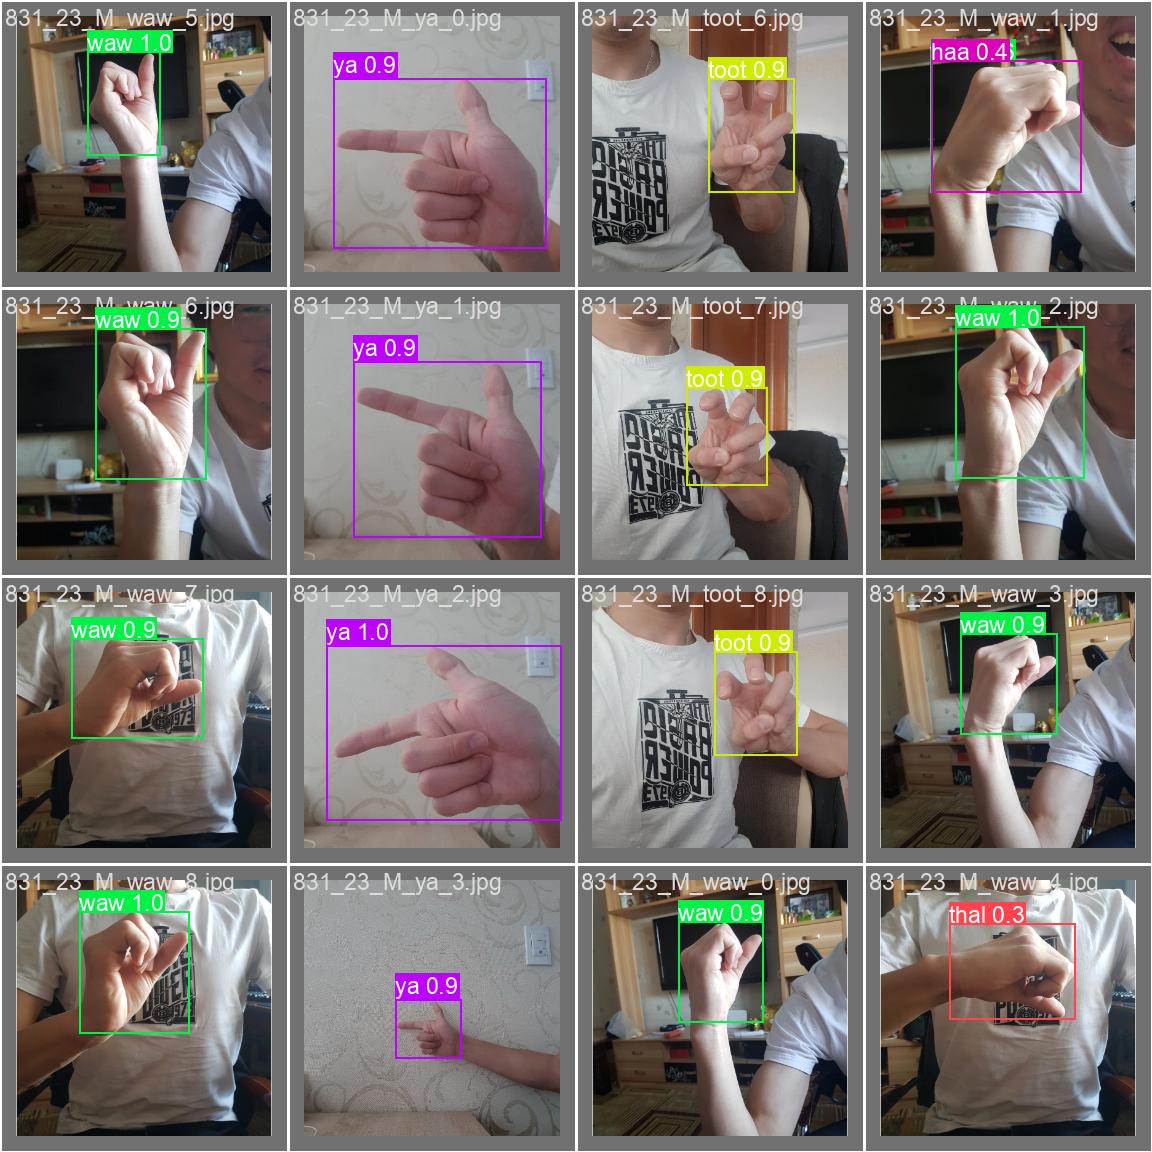 831_23_M_waw_5.jpg
waw 1.0
831_23_M_ya_0.jpg
ya 0.9
831_23_M_toot_6.jpg
toot 0.9
831_23_M_waw_1.jpg
haa 0.4
831_23_M_waw_6.jpg
waw 0.9
831_23_M_ya_1.jpg
ya 0.9
831_23_M_toot_7.jpg
toot 0.9
831_23_M_waw_2.jpg
waw 1.0
831_23_M_waw_7.jpg
waw 0.9
831_23_M_ya_2.jpg
ya 1.0
831_23_M_toot_8.jpg
toot 0.9
831_23_M_waw_3.jpg
waw 0.9
831_23_M_waw_8.jpg
waw 1.0
831_23_M_ya_3.jpg
ya 0.9
831_23_M_waw_0.jpg
waw 0.9
831_23_M_waw_4.jpg
thal 0.3